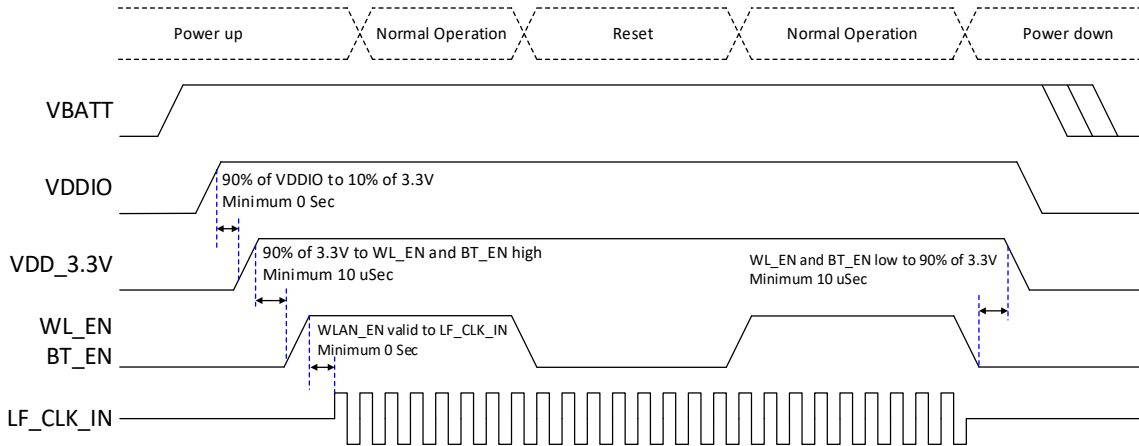 Power up
Normal Operation
Reset
Normal Operation
Power down
VBATT
VDDIO
90% of VDDIO to 10% of 3.3V
Minimum 0 Sec
VDD_3.3V
90% of 3.3V to WL_EN and BT_EN high
Minimum 10 uSec
WL_EN and BT_EN low to 90% of 3.3V
Minimum 10 uSec
WL_EN
BT_EN
WLAN_EN valid to LF_CLK_IN
Minimum 0 Sec
LF_CLK_IN